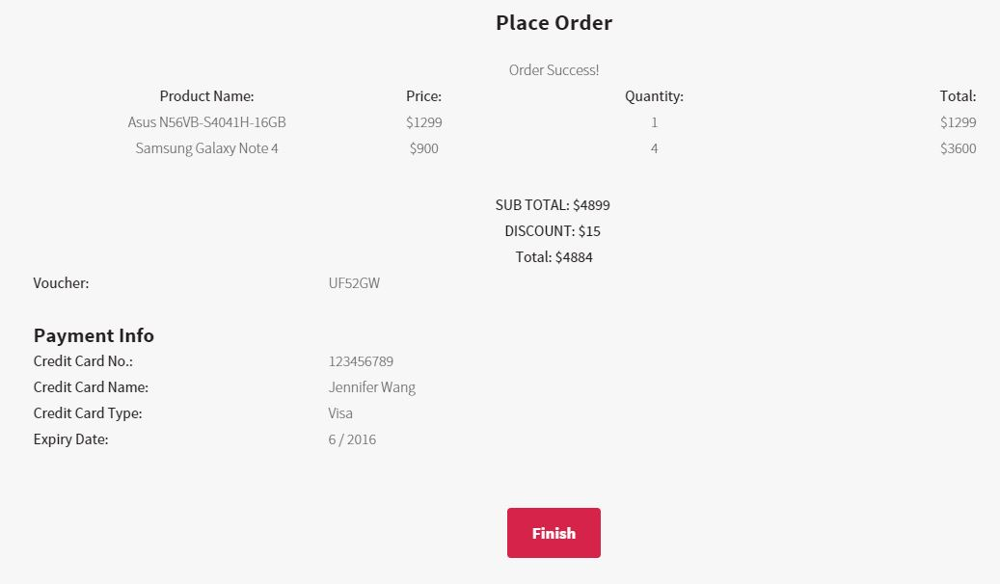 Place Order
Order Success!
Product Name: Price: Quantity: Total:
Asus N56VB-S4041H-16GB $1299 1 $1299
Samsung Galaxy Note 4 $900 4 $3600
SUB TOTAL: $4899
DISCOUNT: $15
Total: $4884
Voucher: UF52GW
Payment Info
Credit Card No.: 123456789
Credit Card Name: Jennifer Wang
Credit Card Type: Visa
Expiry Date: 6 / 2016
Finish